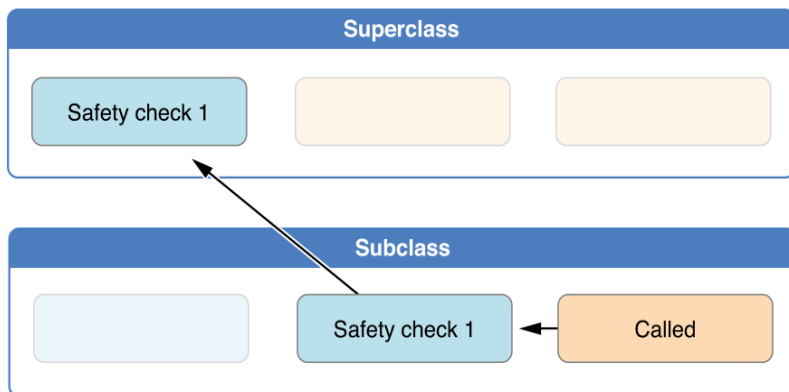 Superclass
Safety check 1
Subclass
Safety check 1
Called